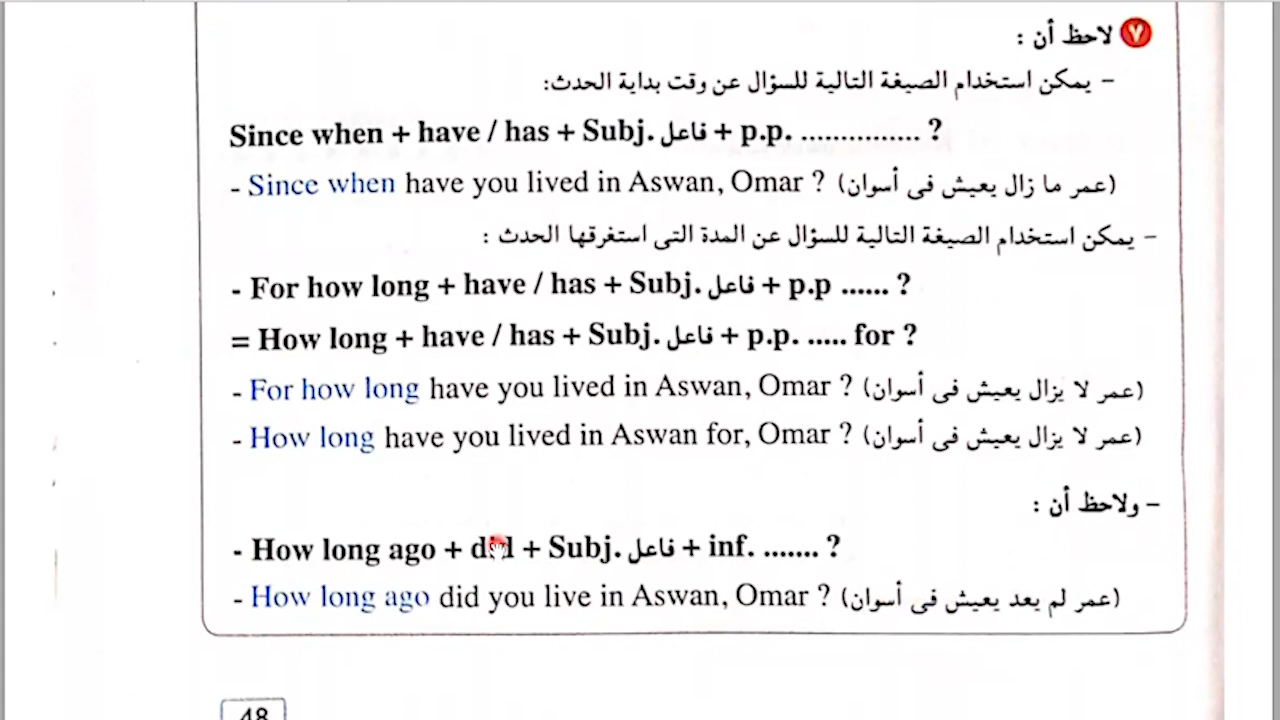 ٧ لاحظ أن :
– يمكن استخدام الصيغة التالية للسؤال عن وقت بداية الحدث:
Since when + have / has + Subj. فاعل + p.p. ................ ?
- Since when have you lived in Aswan, Omar ? (عمر ما زال يعيش فى أسوان)
– يمكن استخدام الصيغة التالية للسؤال عن المدة التى استغرقها الحدث :
- For how long + have / has + Subj. فاعل + p.p ...... ?
= How long + have / has + Subj. فاعل + p.p. ..... for ?
- For how long have you lived in Aswan, Omar ? (عمر لا يزال يعيش فى أسوان)
- How long have you lived in Aswan for, Omar ? (عمر لا يزال يعيش فى أسوان)
– ولاحظ أن :
- How long ago + did + Subj. فاعل + inf. ....... ?
- How long ago did you live in Aswan, Omar ? (عمر لم يعد يعيش فى أسوان)
48